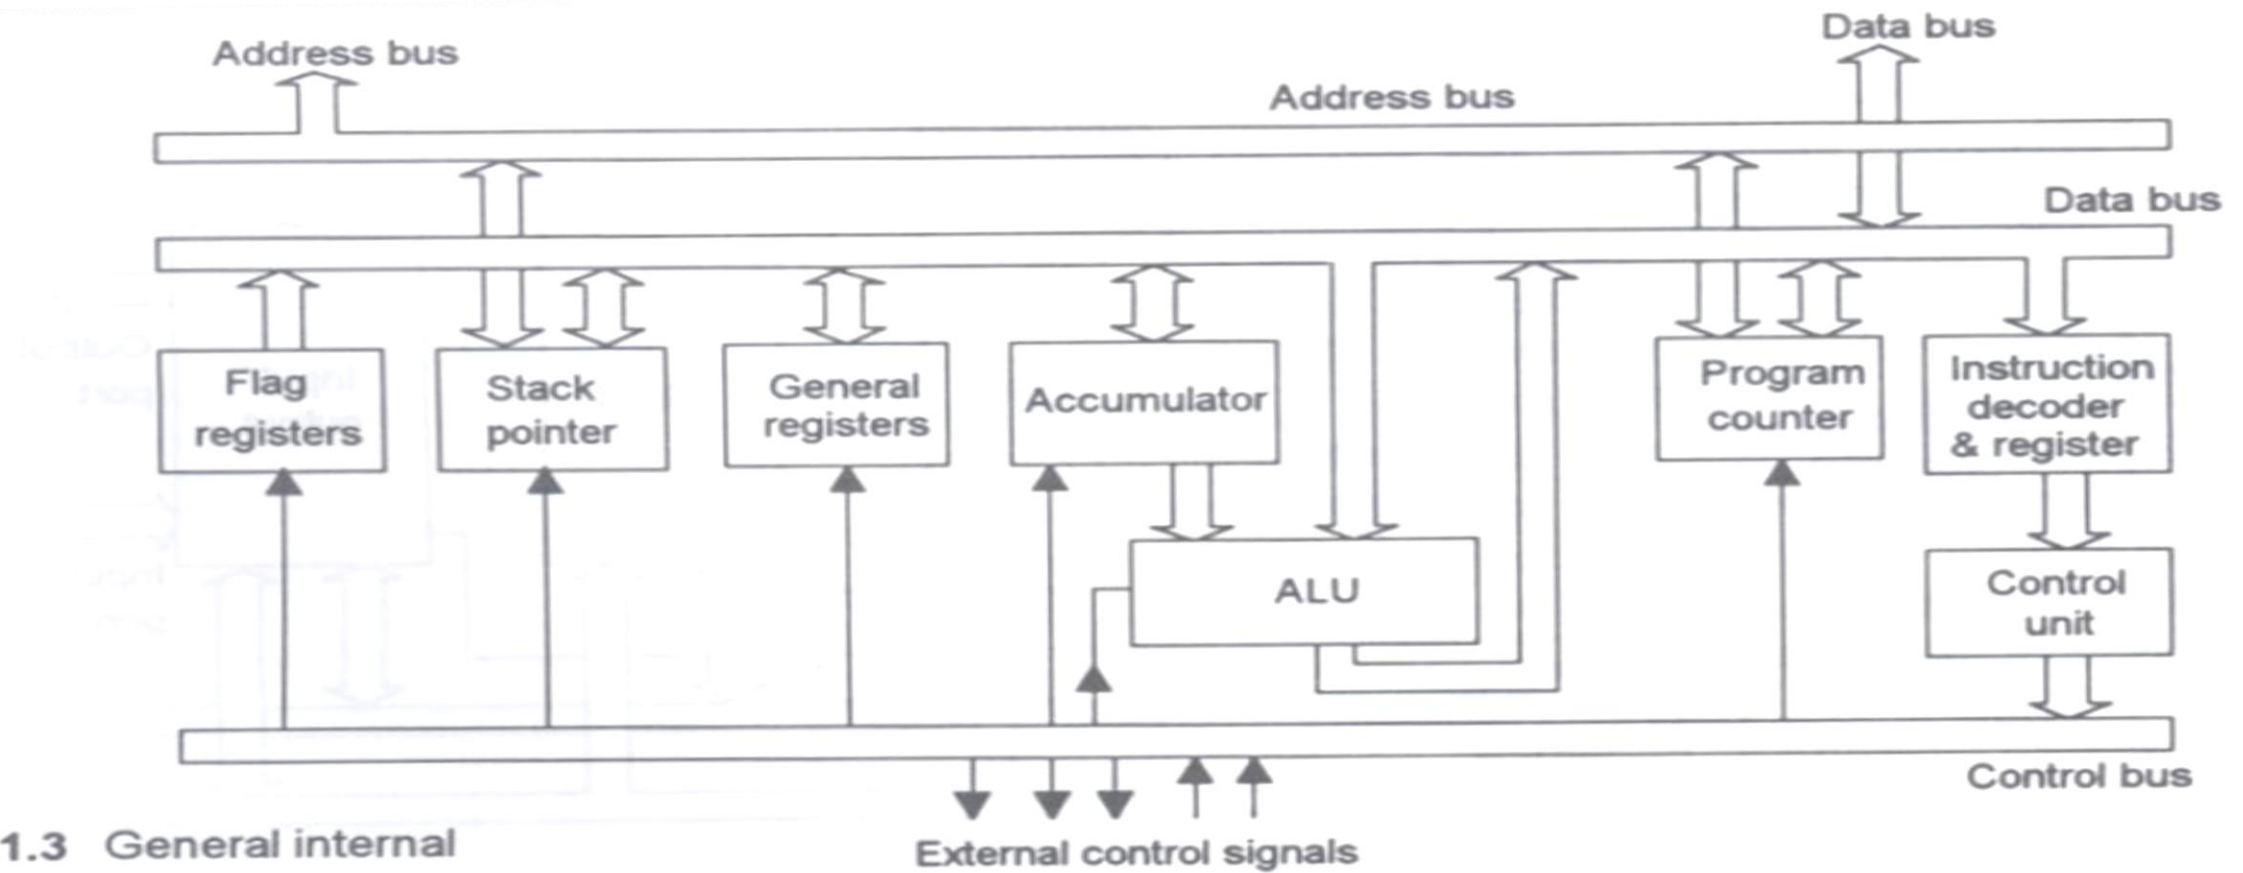 Address bus
Data bus
Address bus
Data bus
Flag
registers
Stack
pointer
General
registers
Accumulator
Program
counter
Instruction
decoder
& register
ALU
Control
unit
Control bus
External control signals
1.3 General internal